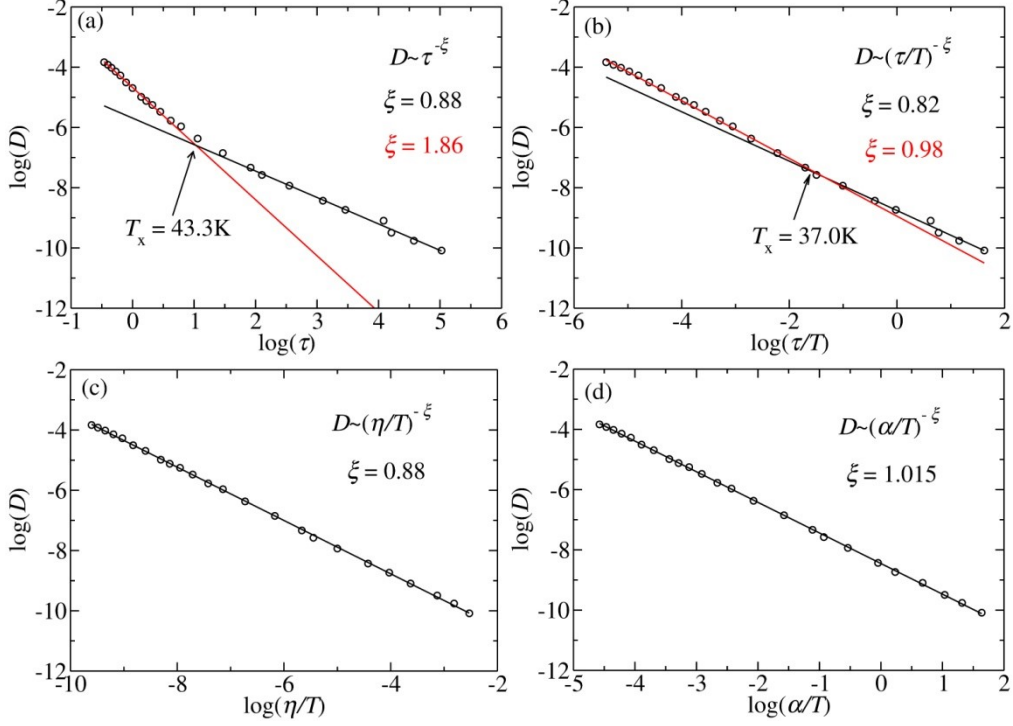 (a)
D~τ^-ξ
ξ = 0.88
ξ = 1.86
T_x = 43.3K
log(D)
-2
-4
-6
-8
-10
-12
-1 0 1 2 3 4 5 6
log(τ)
(b)
D~(τ/T)^-ξ
ξ = 0.82
ξ = 0.98
T_x = 37.0K
log(D)
-2
-4
-6
-8
-10
-12
-6 -4 -2 0 2
log(τ/T)
(c)
D~(η/T)^-ξ
ξ = 0.88
log(D)
-2
-4
-6
-8
-10
-12
-10 -8 -6 -4 -2
log(η/T)
(d)
D~(α/T)^-ξ
ξ = 1.015
log(D)
-2
-4
-6
-8
-10
-12
-5 -4 -3 -2 -1 0 1 2
log(α/T)